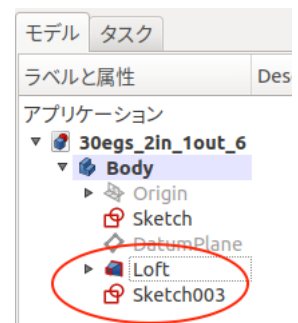 モデル タスク
ラベルと属性 Des
アプリケーション
30egs_2in_1out_6
Body
Origin
Sketch
DatumPlane
Loft
Sketch003